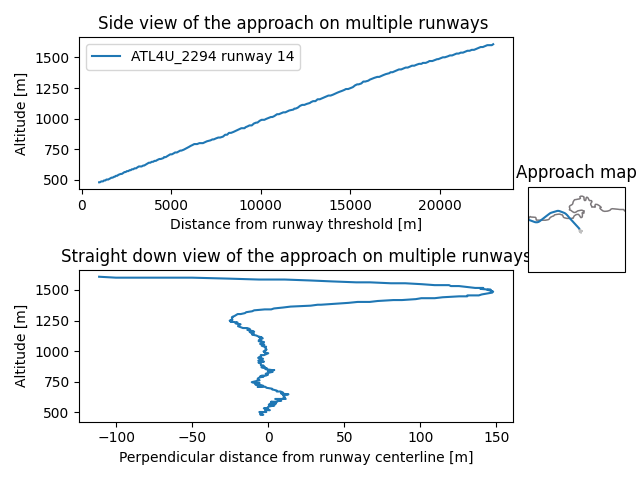 Side view of the approach on multiple runways
Altitude [m]
1500
1250
1000
750
500
ATL4U_2294 runway 14
0
5000
10000
15000
20000
Distance from runway threshold [m]
Approach map
Straight down view of the approach on multiple runways
Altitude [m]
1500
1250
1000
750
500
−100
−50
0
50
100
150
Perpendicular distance from runway centerline [m]